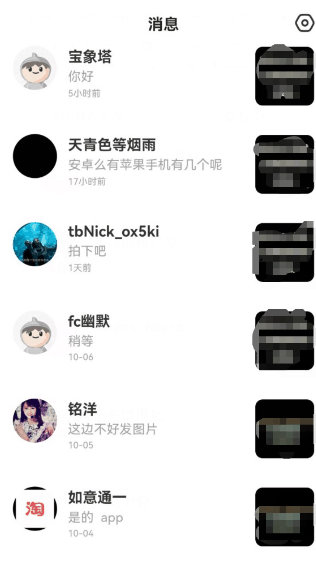 消息
宝象塔
你好
5小时前
天青色等烟雨
安卓么有苹果手机有几个呢
17小时前
tbNick_ox5ki
拍下吧
1天前
fc幽默
稍等
10-06
铭洋
这边不好发图片
10-05
淘
如意通一
是的 app
10-04